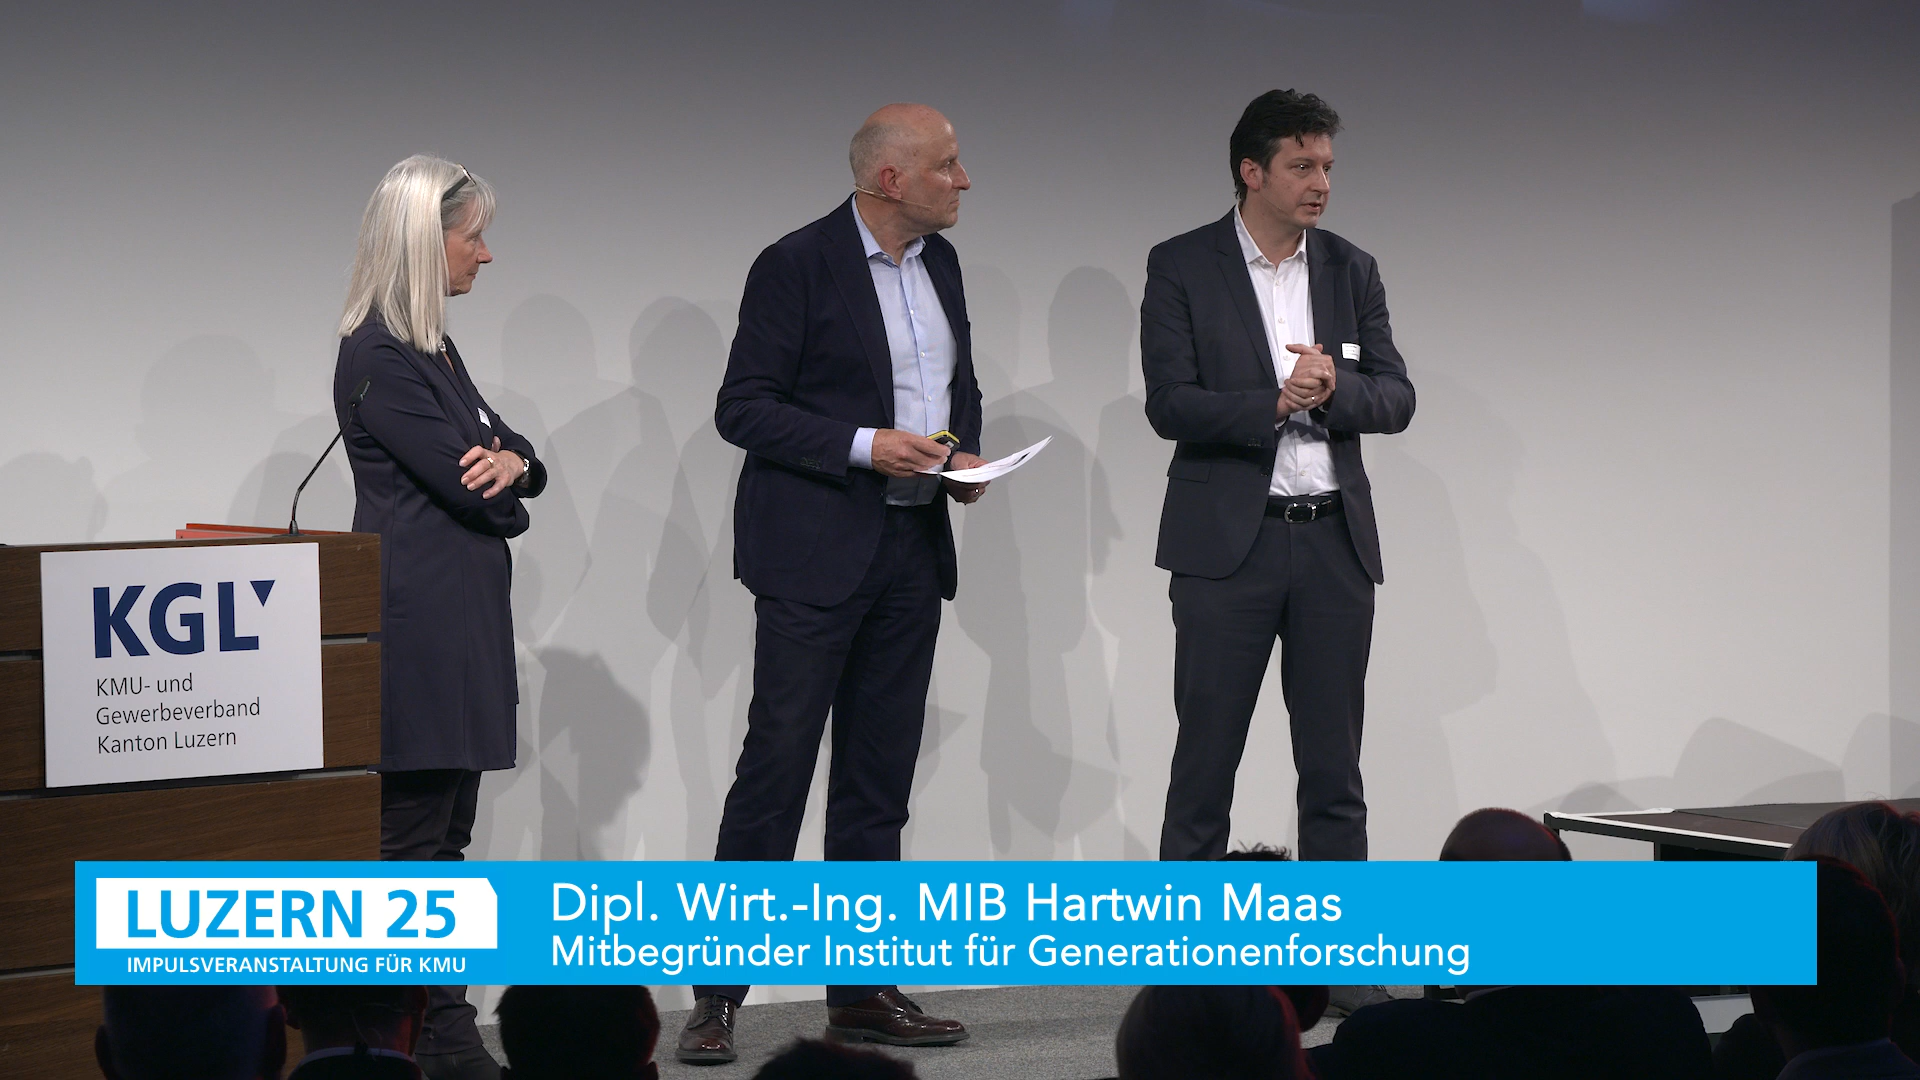 KGL
KMU- und
Gewerbeverband
Kanton Luzern
LUZERN 25
IMPULSVERANSTALTUNG FÜR KMU
Dipl. Wirt.-Ing. MIB Hartwin Maas
Mitbegründer Institut für Generationenforschung